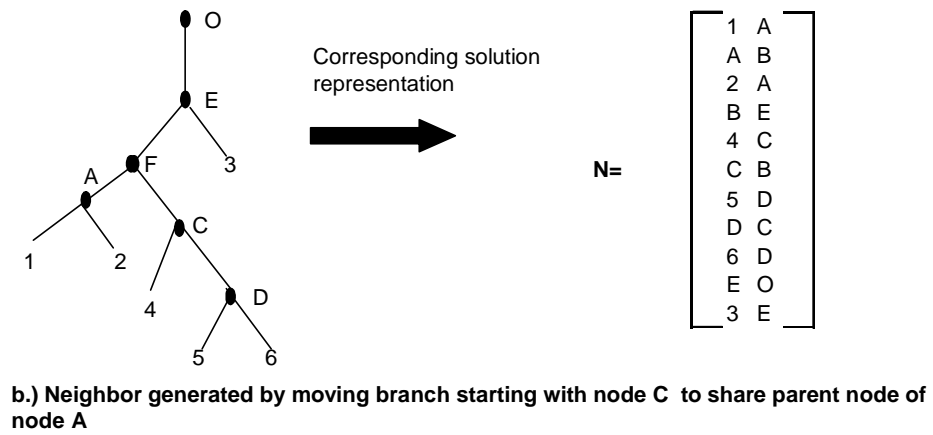 O
Corresponding solution
representation
E
F
3
A
C
1
2
4
D
5
6
N=
1 A
A B
2 A
B E
4 C
C B
5 D
D C
6 D
E O
3 E
b.) Neighbor generated by moving branch starting with node C to share parent node of
node A